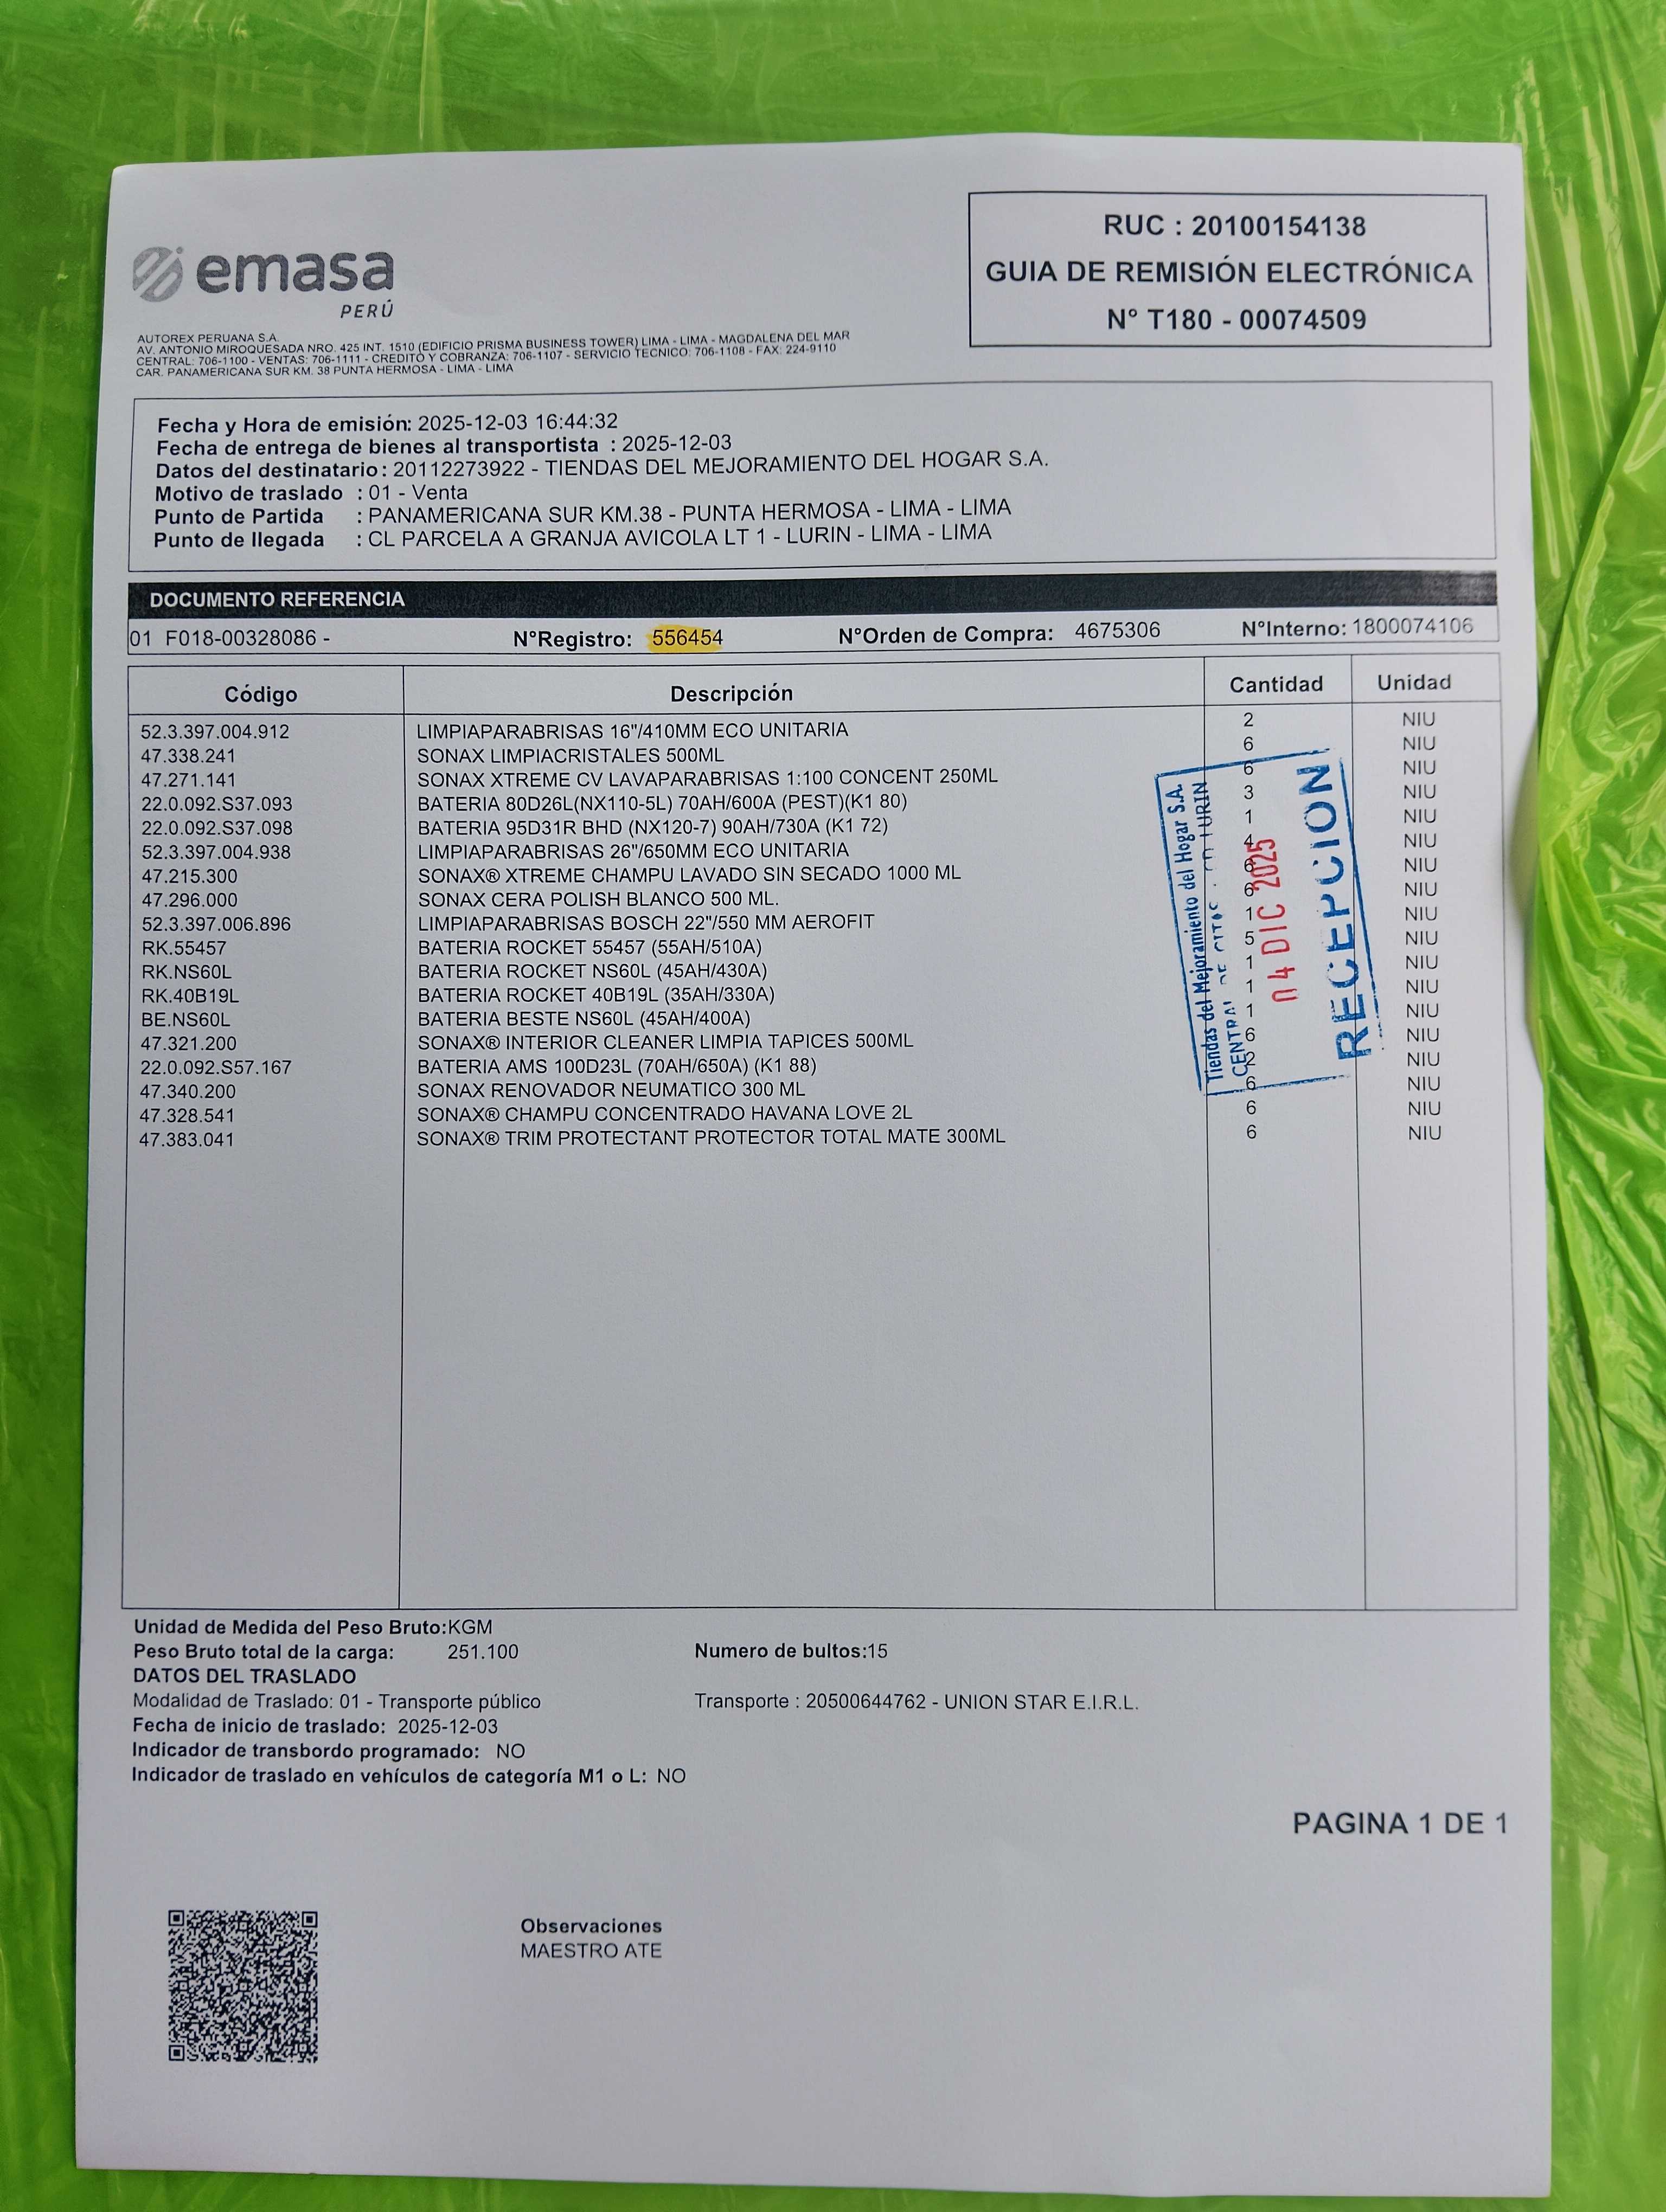 emasa
PERÚ
RUC : 20100154138
GUIA DE REMISIÓN ELECTRÓNICA
N° T180 - 00074509
AUTOREX PERUANA S.A.
AV. ANTONIO MIROQUESADA NRO. 425 INT. 1510 (EDIFICIO PRISMA BUSINESS TOWER) LIMA - LIMA - MAGDALENA DEL MAR
CENTRAL: 706-1100 - VENTAS: 706-1111 - CREDITO Y COBRANZA: 706-1107 - SERVICIO TECNICO: 706-1108 - FAX: 224-9110
CAR. PANAMERICANA SUR KM. 38 PUNTA HERMOSA - LIMA - LIMA
Fecha y Hora de emisión: 2025-12-03 16:44:32
Fecha de entrega de bienes al transportista : 2025-12-03
Datos del destinatario: 20112273922 - TIENDAS DEL MEJORAMIENTO DEL HOGAR S.A.
Motivo de traslado : 01 - Venta
Punto de Partida : PANAMERICANA SUR KM.38 - PUNTA HERMOSA - LIMA - LIMA
Punto de llegada : CL PARCELA A GRANJA AVICOLA LT 1 - LURIN - LIMA - LIMA
DOCUMENTO REFERENCIA
01 F018-00328086 - N°Registro: 556454 N°Orden de Compra: 4675306 N°Interno: 1800074106
Código Descripción Cantidad Unidad
52.3.397.004.912 LIMPIAPARABRISAS 16"/410MM ECO UNITARIA 2 NIU
47.338.241 SONAX LIMPIACRISTALES 500ML 6 NIU
47.271.141 SONAX XTREME CV LAVAPARABRISAS 1:100 CONCENT 250ML 6 NIU
22.0.092.S37.093 BATERIA 80D26L(NX110-5L) 70AH/600A (PEST)(K1 80) 3 NIU
22.0.092.S37.098 BATERIA 95D31R BHD (NX120-7) 90AH/730A (K1 72) 1 NIU
52.3.397.004.938 LIMPIAPARABRISAS 26"/650MM ECO UNITARIA 4 NIU
47.215.300 SONAX® XTREME CHAMPU LAVADO SIN SECADO 1000 ML 6 NIU
47.296.000 SONAX CERA POLISH BLANCO 500 ML. 6 NIU
52.3.397.006.896 LIMPIAPARABRISAS BOSCH 22"/550 MM AEROFIT 1 NIU
RK.55457 BATERIA ROCKET 55457 (55AH/510A) 5 NIU
RK.NS60L BATERIA ROCKET NS60L (45AH/430A) 1 NIU
RK.40B19L BATERIA ROCKET 40B19L (35AH/330A) 1 NIU
BE.NS60L BATERIA BESTE NS60L (45AH/400A) 1 NIU
47.321.200 SONAX® INTERIOR CLEANER LIMPIA TAPICES 500ML 6 NIU
22.0.092.S57.167 BATERIA AMS 100D23L (70AH/650A) (K1 88) 2 NIU
47.340.200 SONAX RENOVADOR NEUMATICO 300 ML 6 NIU
47.328.541 SONAX® CHAMPU CONCENTRADO HAVANA LOVE 2L 6 NIU
47.383.041 SONAX® TRIM PROTECTANT PROTECTOR TOTAL MATE 300ML 6 NIU
Tiendas del Mejoramiento del Hogar S.A.
CENTRAL DE LURIN
04 DIC 2025
RECEPCION
Unidad de Medida del Peso Bruto:KGM
Peso Bruto total de la carga: 251.100 Numero de bultos:15
DATOS DEL TRASLADO
Modalidad de Traslado: 01 - Transporte público Transporte : 20500644762 - UNION STAR E.I.R.L.
Fecha de inicio de traslado: 2025-12-03
Indicador de transbordo programado: NO
Indicador de traslado en vehículos de categoría M1 o L: NO
PAGINA 1 DE 1
Observaciones
MAESTRO ATE